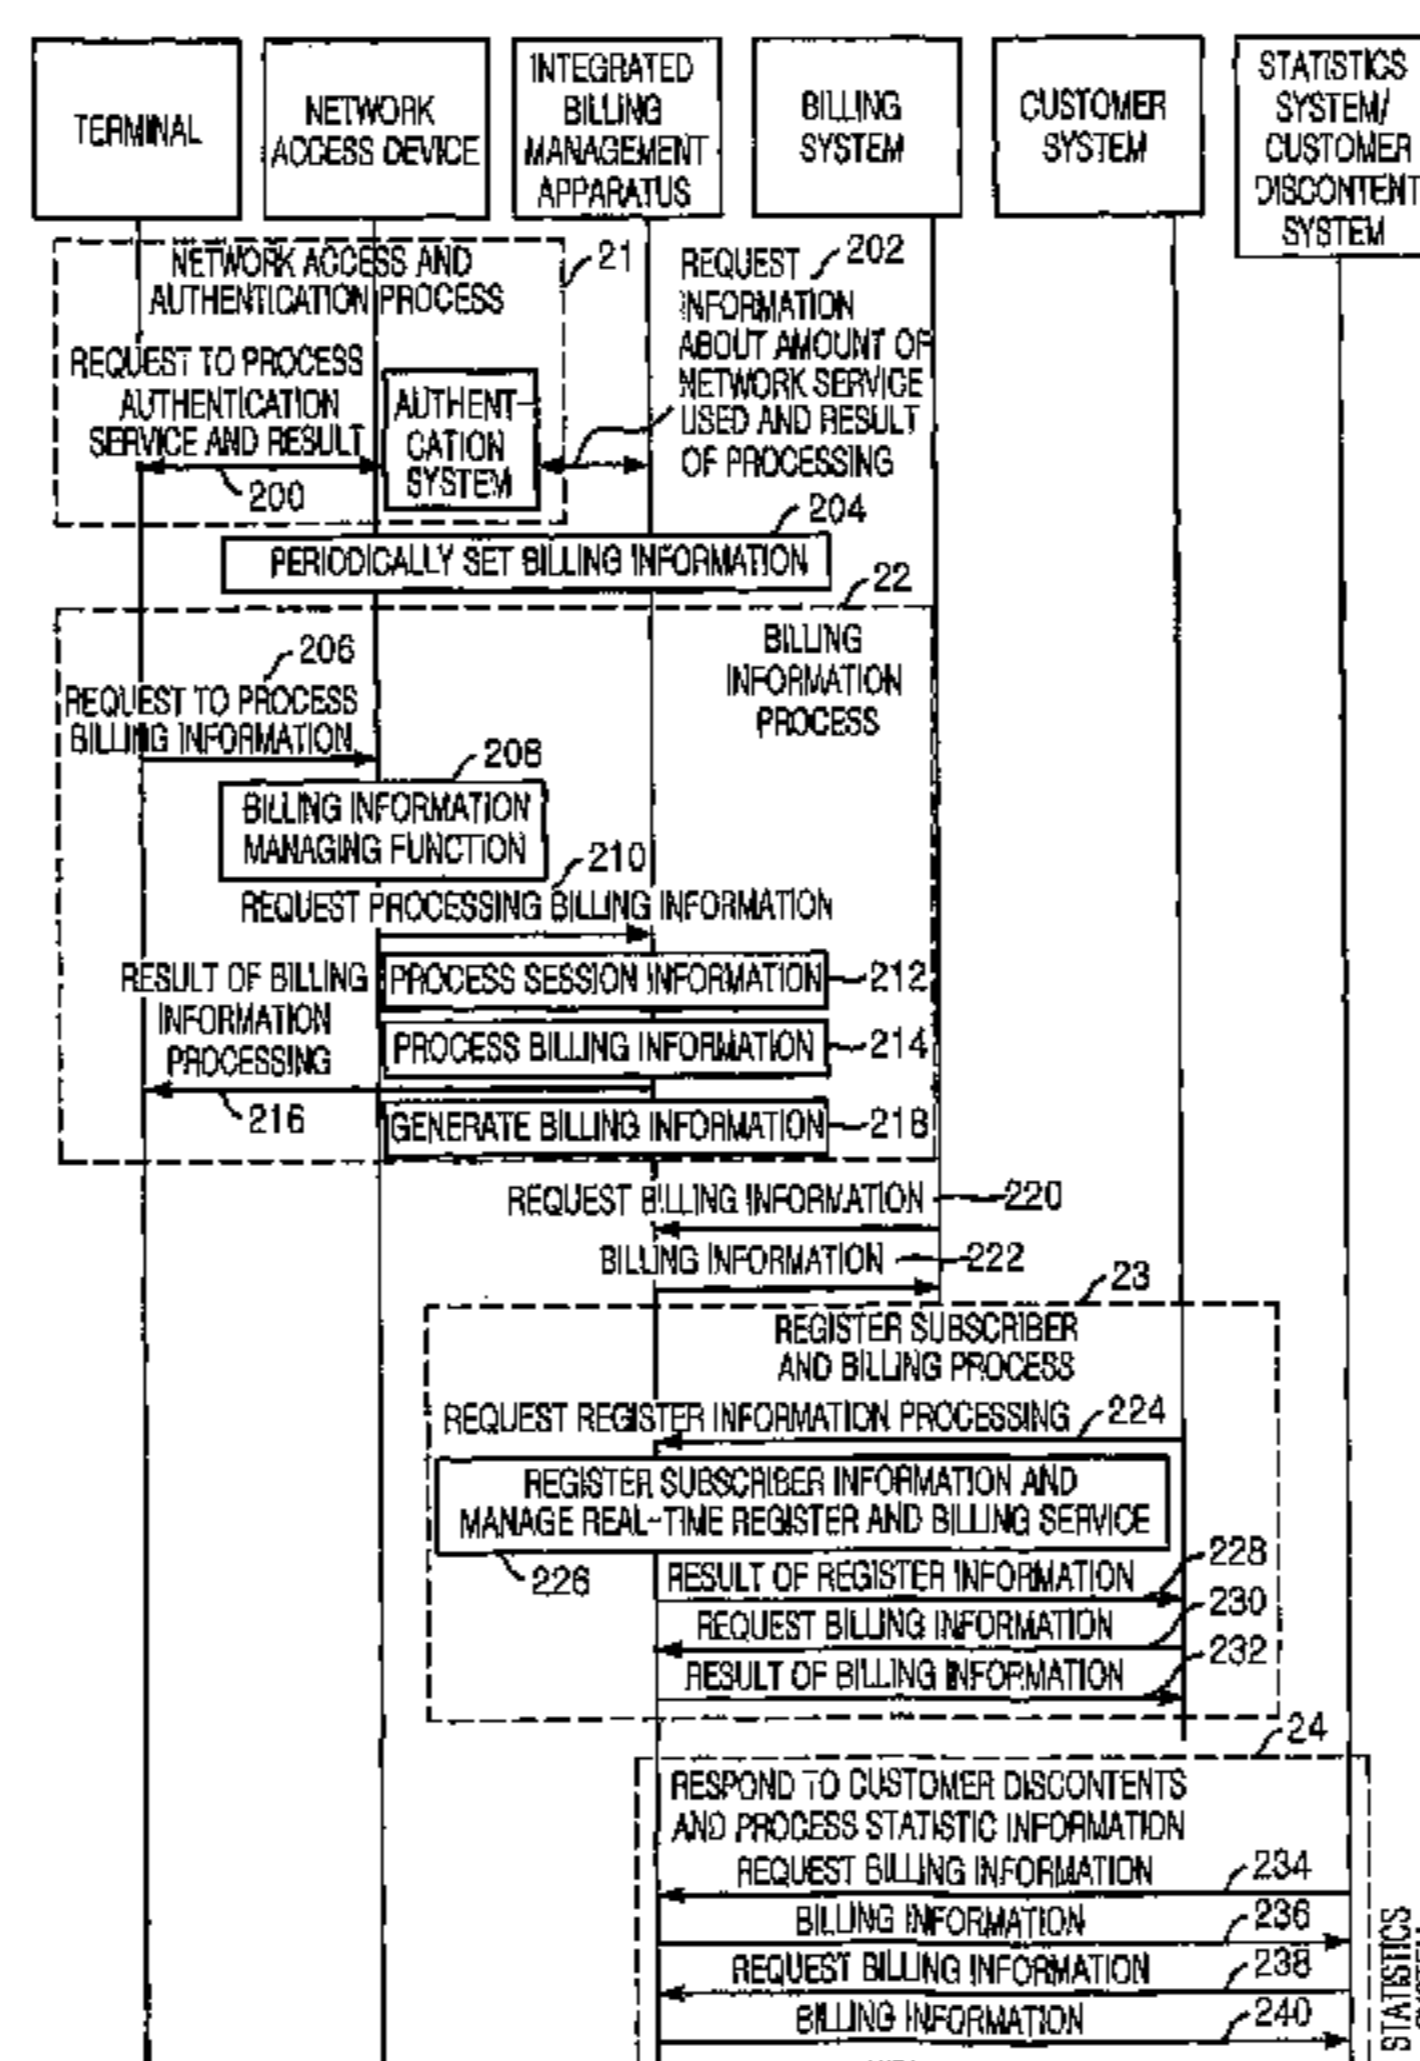 TERMINAL
NETWORK
ACCESS DEVICE
INTEGRATED
BILLING
MANAGEMENT
APPARATUS
BILLING
SYSTEM
CUSTOMER
SYSTEM
STATISTICS
SYSTEM/
CUSTOMER
DISCONTENT
SYSTEM
NETWORK ACCESS AND
AUTHENTICATION PROCESS
21
REQUEST TO PROCESS
AUTHENTICATION
SERVICE AND RESULT
200
AUTHENT-
CATION
SYSTEM
REQUEST
INFORMATION
ABOUT AMOUNT OF
NETWORK SERVICE
USED AND RESULT
OF PROCESSING
202
204
PERIODICALLY SET BILLING INFORMATION
22
BILLING
INFORMATION
PROCESS
206
REQUEST TO PROCESS
BILLING INFORMATION
208
BILLING INFORMATION
MANAGING FUNCTION
210
REQUEST PROCESSING BILLING INFORMATION
PROCESS SESSION INFORMATION 212
RESULT OF BILLING
INFORMATION
PROCESSING
PROCESS BILLING INFORMATION 214
216
GENERATE BILLING INFORMATION 218
REQUEST BILLING INFORMATION 220
BILLING INFORMATION 222
23
REGISTER SUBSCRIBER
AND BILLING PROCESS
REQUEST REGISTER INFORMATION PROCESSING 224
REGISTER SUBSCRIBER INFORMATION AND
MANAGE REAL-TIME REGISTER AND BILLING SERVICE
226
RESULT OF REGISTER INFORMATION 228
REQUEST BILLING INFORMATION 230
RESULT OF BILLING INFORMATION 232
24
RESPOND TO CUSTOMER DISCONTENTS
AND PROCESS STATISTIC INFORMATION
REQUEST BILLING INFORMATION 234
BILLING INFORMATION 236
REQUEST BILLING INFORMATION 238
BILLING INFORMATION 240
STATISTICS